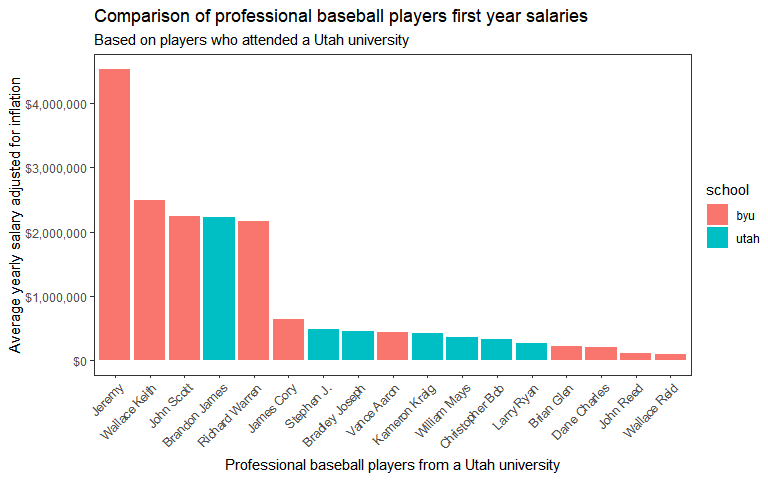 Comparison of professional baseball players first year salaries
Based on players who attended a Utah university
Average yearly salary adjusted for inflation
$4,000,000
$3,000,000
$2,000,000
$1,000,000
$0
Jeremy
Wallace Keith
John Scott
Brandon James
Richard Warren
James Cory
Stephen J.
Bradley Joseph
Vance Aaron
Kameron Kraig
William Mays
Christopher Bob
Larry Ryan
Brian Glen
Dane Charles
John Reed
Wallace Reid
Professional baseball players from a Utah university
school
byu
utah